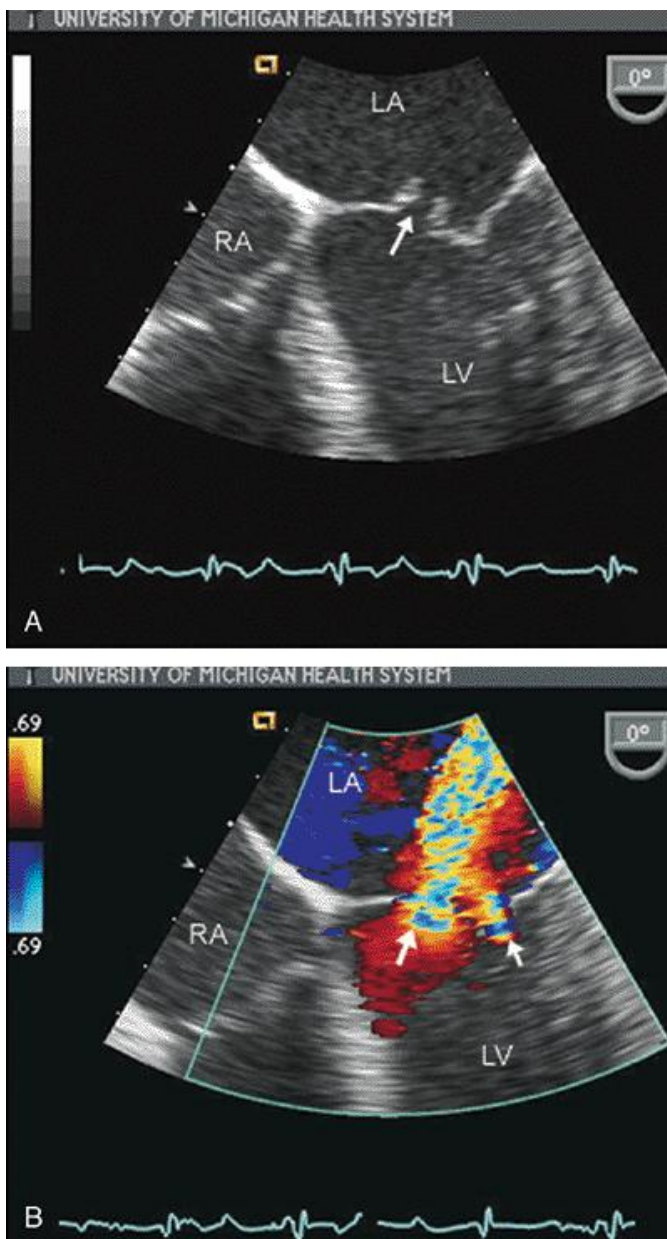 UNIVERSITY OF MICHIGAN HEALTH SYSTEM
0°
LA
RA
LV
A
UNIVERSITY OF MICHIGAN HEALTH SYSTEM
.69
0°
LA
.69
RA
LV
B